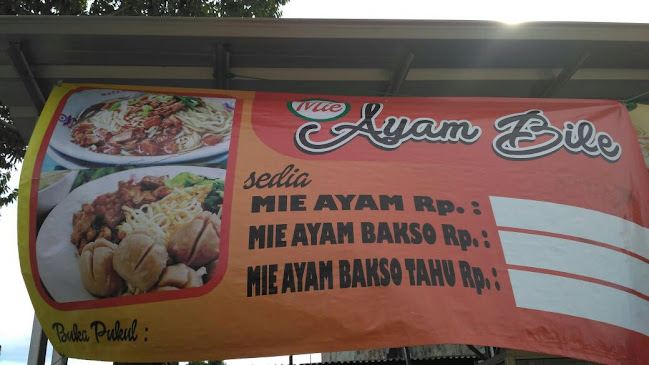 Mie
Ayam Bile
sedia
MIE AYAM Rp. :
MIE AYAM BAKSO Rp. :
MIE AYAM BAKSO TAHU Rp. :
Buka Pukul :